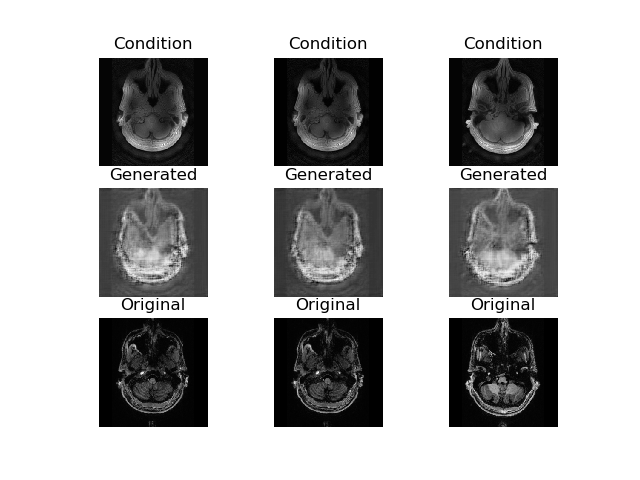 Condition Condition Condition
Generated Generated Generated
Original Original Original